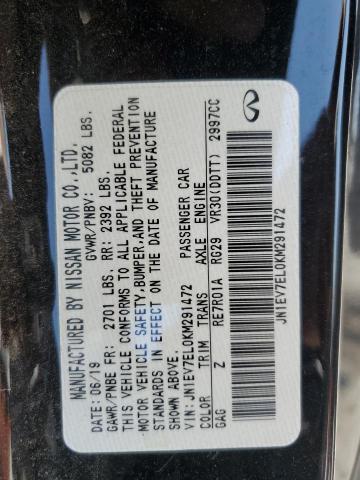 MANUFACTURED BY NISSAN MOTOR CO.,LTD.
DATE: 06/19 GVWR/PNBV: 5082 LBS.
GAWR/PNBE FR: 2701 LBS. RR: 2392 LBS.
THIS VEHICLE CONFORMS TO ALL APPLICABLE FEDERAL
MOTOR VEHICLE SAFETY,BUMPER,AND THEFT PREVENTION
STANDARDS IN EFFECT ON THE DATE OF MANUFACTURE
SHOWN ABOVE.
VIN: JN1EV7EL0KM291472 PASSENGER CAR
COLOR TRIM TRANS AXLE ENGINE
GAG Z RE7R01A RG29 VR30(DDTT) 2997CC
JN1EV7EL0KM291472